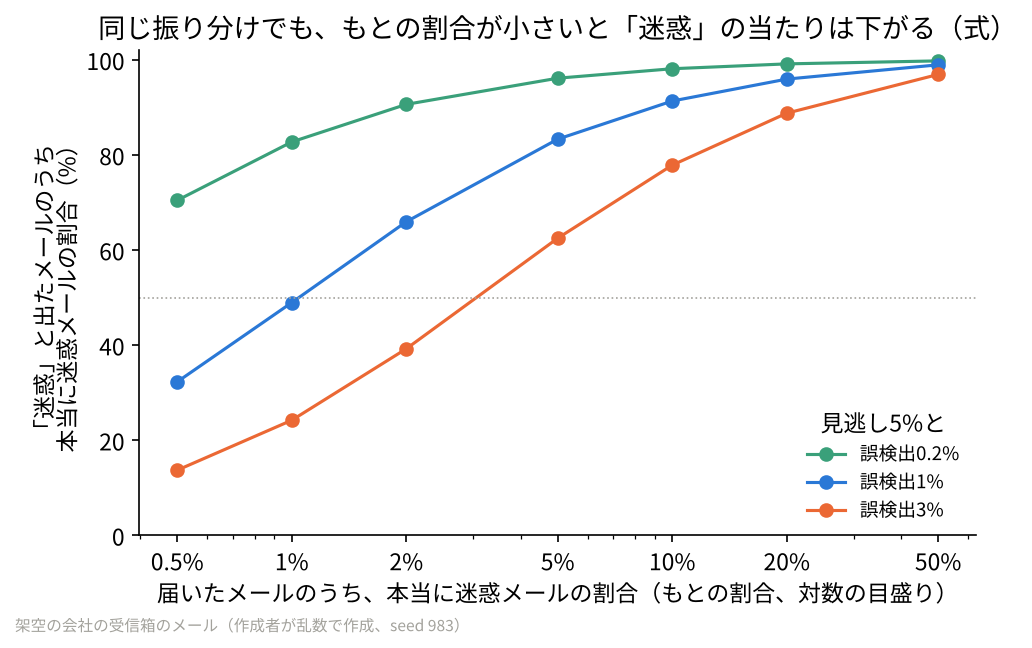 同じ振り分けでも、もとの割合が小さいと「迷惑」の当たりは下がる（式）
「迷惑」と出たメールのうち
本当に迷惑メールの割合（%）
100
80
60
40
20
0
見逃し5%と
誤検出0.2%
誤検出1%
誤検出3%
0.5%
1%
2%
5%
10%
20%
50%
届いたメールのうち、本当に迷惑メールの割合（もとの割合、対数の目盛り）
架空の会社の受信箱のメール（作成者が乱数で作成、seed 983）